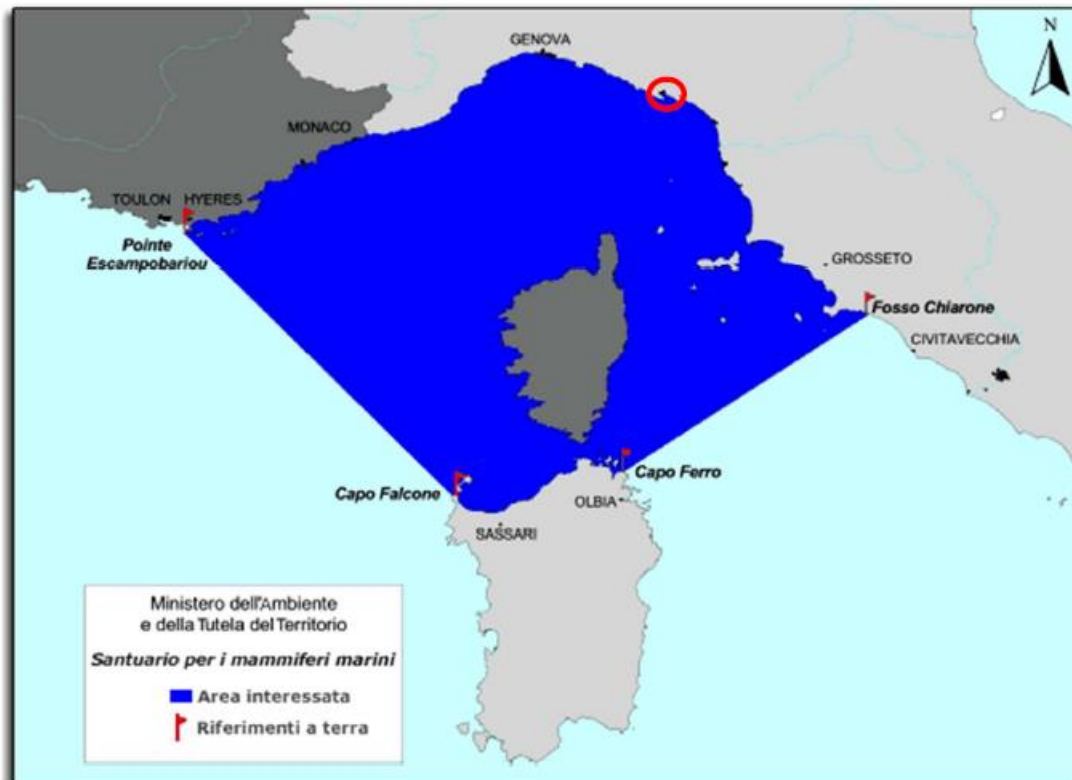 N
GENOVA
MONACO
TOULON HYERES
Pointe
Escampobariou
GROSSETO
Fosso Chiarone
CIVITAVECCHIA
Capo Falcone
Capo Ferro
OLBIA
SASSARI
Ministero dell'Ambiente
e della Tutela del Territorio
Santuario per i mammiferi marini
Area interessata
Riferimenti a terra